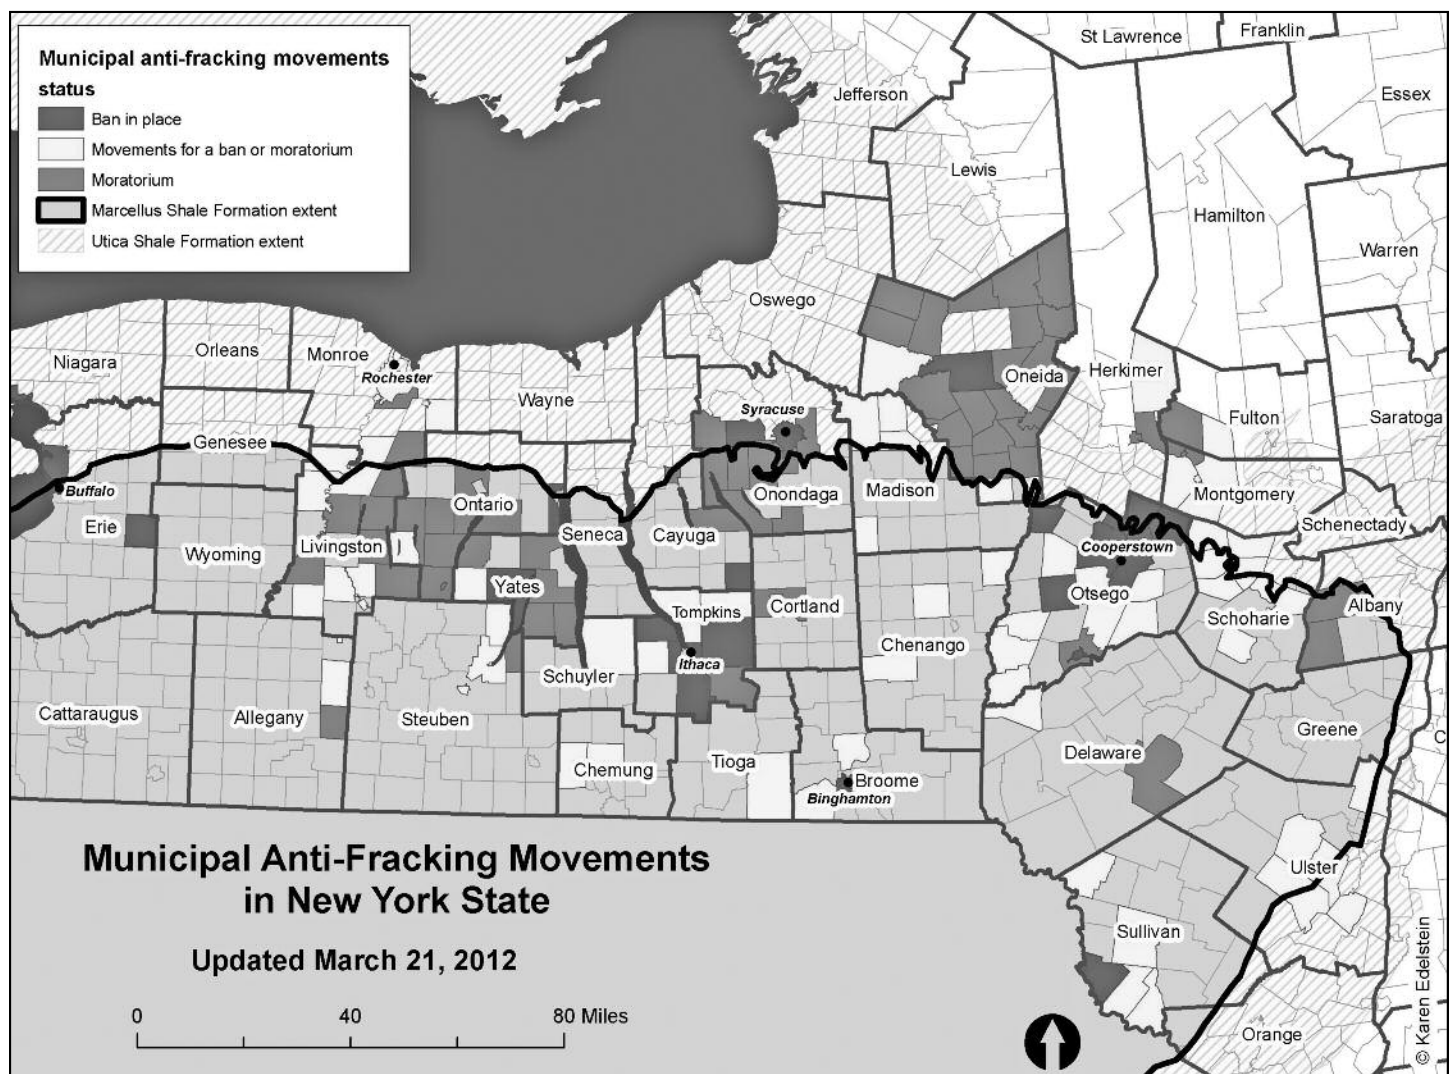 Municipal anti-fracking movements
status
Ban in place
Movements for a ban or moratorium
Moratorium
Marcellus Shale Formation extent
Utica Shale Formation extent
St Lawrence
Franklin
Jefferson
Essex
Lewis
Hamilton
Warren
Oswego
Niagara
Orleans
Monroe
Rochester
Wayne
Oneida
Herkimer
Syracuse
Fulton
Saratoga
Genesee
Buffalo
Erie
Wyoming
Livingston
Ontario
Seneca
Cayuga
Onondaga
Madison
Montgomery
Schenectady
Cooperstown
Yates
Tompkins
Cortland
Otsego
Schoharie
Albany
Chenango
Ithaca
Schuyler
Cattaraugus
Allegany
Steuben
Greene
C
Delaware
Chemung
Tioga
Broome
Binghamton
Municipal Anti-Fracking Movements
in New York State
Updated March 21, 2012
Ulster
Sullivan
0 40 80 Miles
Orange
© Karen Edelstein